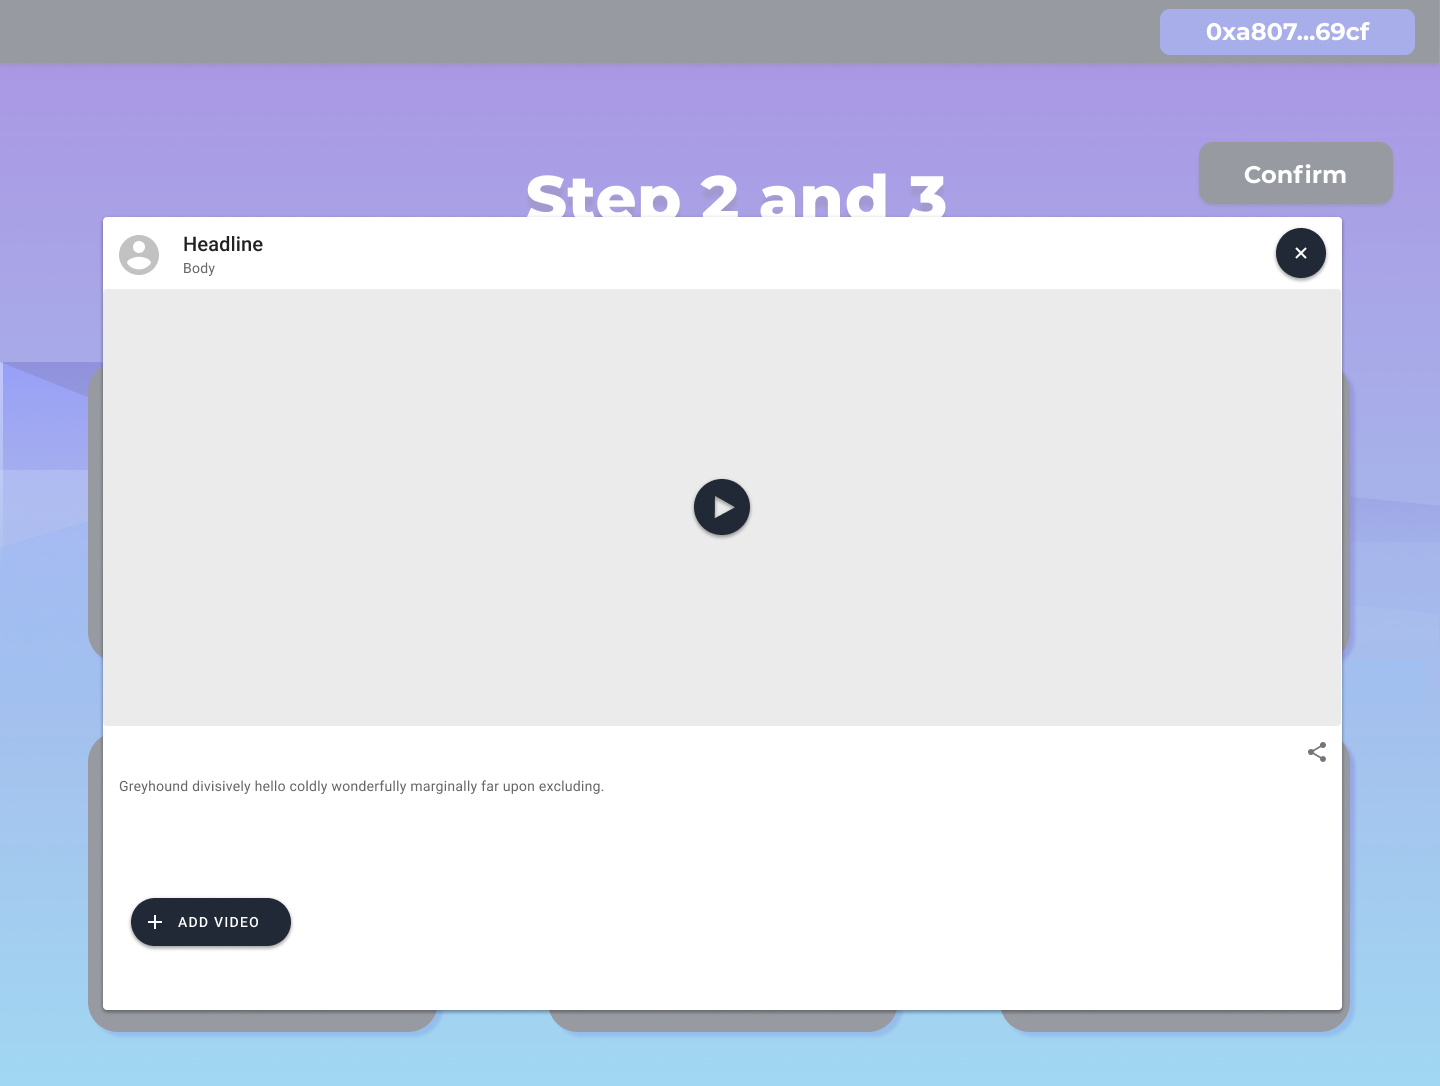 0xa807...69cf
Confirm
Step 2 and 3
Headline
Body
Greyhound divisively hello coldly wonderfully marginally far upon excluding.
ADD VIDEO